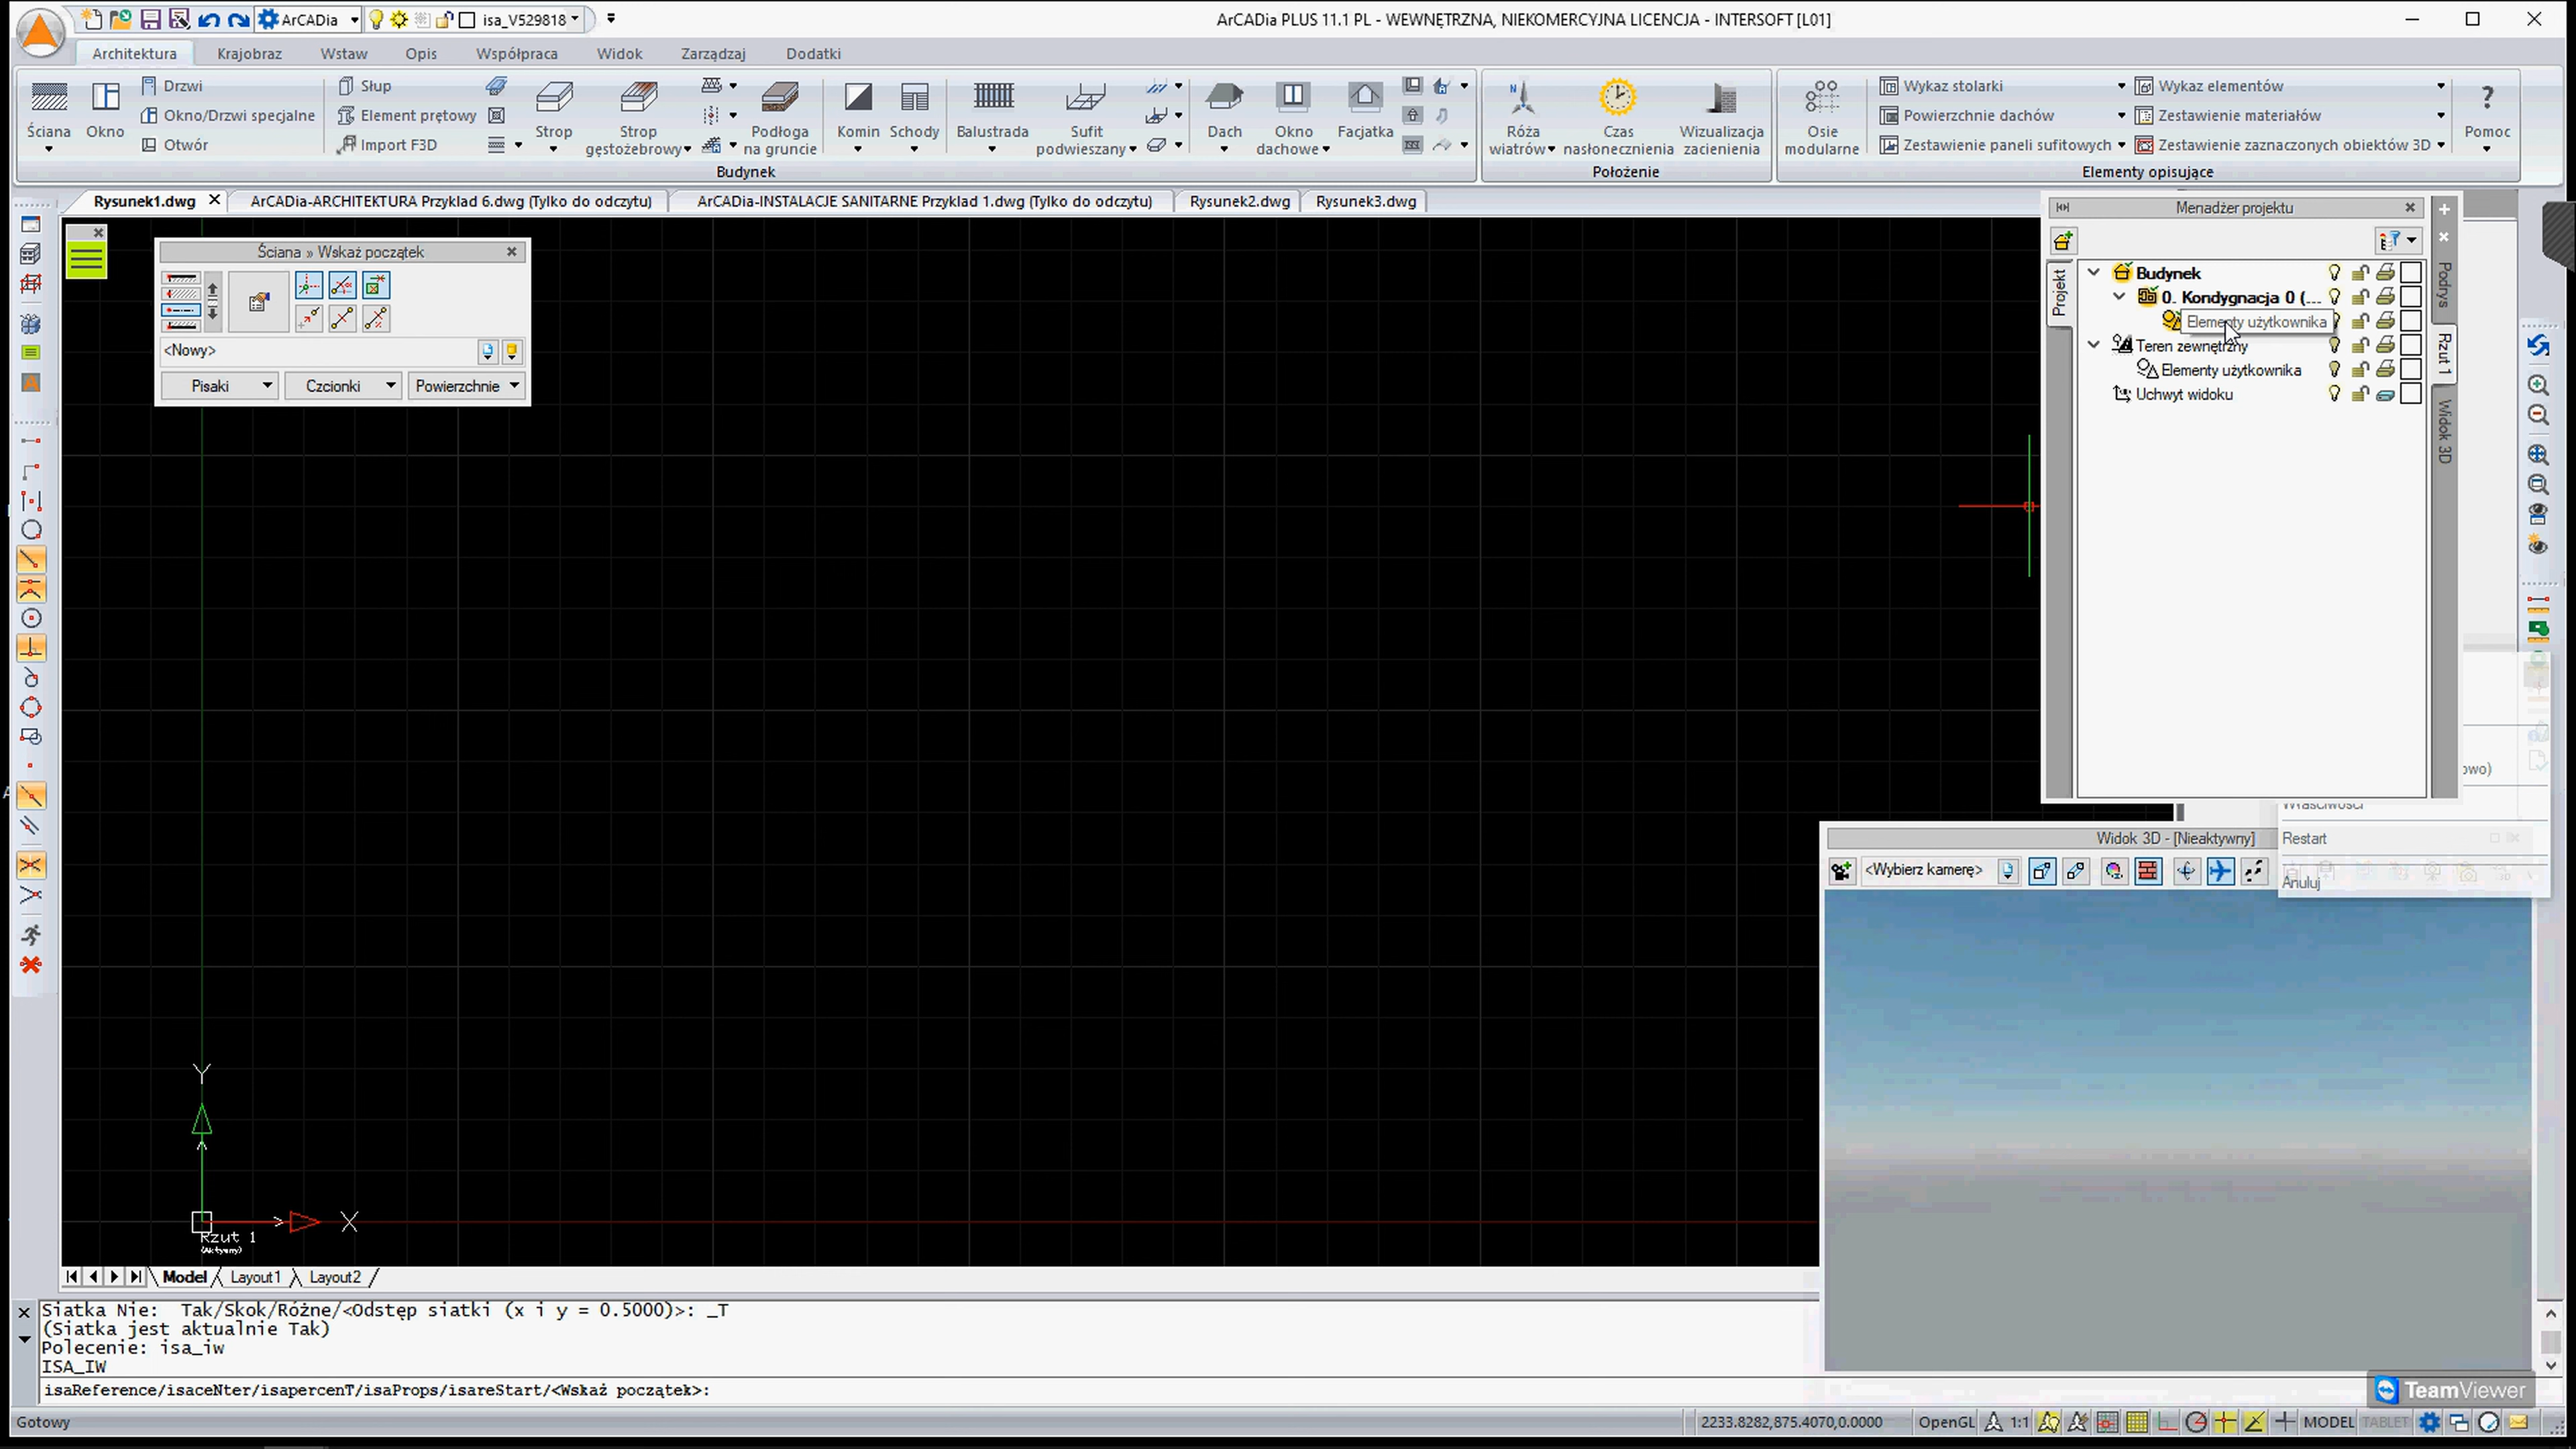 ArCADia
isa_V529818
ArCADia PLUS 11.1 PL - WEWNĘTRZNA, NIEKOMERCYJNA LICENCJA - INTERSOFT [L01]
Architektura Krajobraz Wstaw Opis Współpraca Widok Zarządzaj Dodatki
Ściana
Okno
Drzwi
Okno/Drzwi specjalne
Otwór
Słup
Element prętowy
Import F3D
Strop
Strop
gęstożebrowy
Podłoga
na gruncie
Komin
Schody
Balustrada
Sufit
podwieszany
Dach
Okno
dachowe
Facjatka
Budynek
N
Róża
wiatrów
Czas
nasłonecznienia
Wizualizacja
zacienienia
Położenie
Osie
modularne
Wykaz stolarki
Powierzchnie dachów
Zestawienie paneli sufitowych
Wykaz elementów
Zestawienie materiałów
Zestawienie zaznaczonych obiektów 3D
Elementy opisujące
?
Pomoc
Rysunek1.dwg
ArCADia-ARCHITEKTURA Przyklad 6.dwg (Tylko do odczytu)
ArCADia-INSTALACJE SANITARNE Przyklad 1.dwg (Tylko do odczytu)
Rysunek2.dwg
Rysunek3.dwg
Ściana » Wskaż początek
<Nowy>
Pisaki
Czcionki
Powierzchnie
Menadżer projektu
Projekt
Budynek
0. Kondygnacja 0 (...
Elementy użytkownika
Teren zewnętrzny
Elementy użytkownika
Uchwyt widoku
Podrys
Rzut 1
Widok 3D
owo)
Właściwości
Restart
Anuluj
Widok 3D - [Nieaktywny]
<Wybierz kamerę>
Y
X
Rzut 1
(Aktywny)
Model Layout1 Layout2
Siatka Nie: Tak/Skok/Różne/<Odstęp siatki (x i y = 0.5000)>: _T
(Siatka jest aktualnie Tak)
Polecenie: isa_iw
ISA_IW
isaReference/isaceNter/isapercenT/isaProps/isareStart/<Wskaż początek>:
TeamViewer
Gotowy
2233.8282,875.4070,0.0000
OpenGL
1:1
MODEL
TABLET